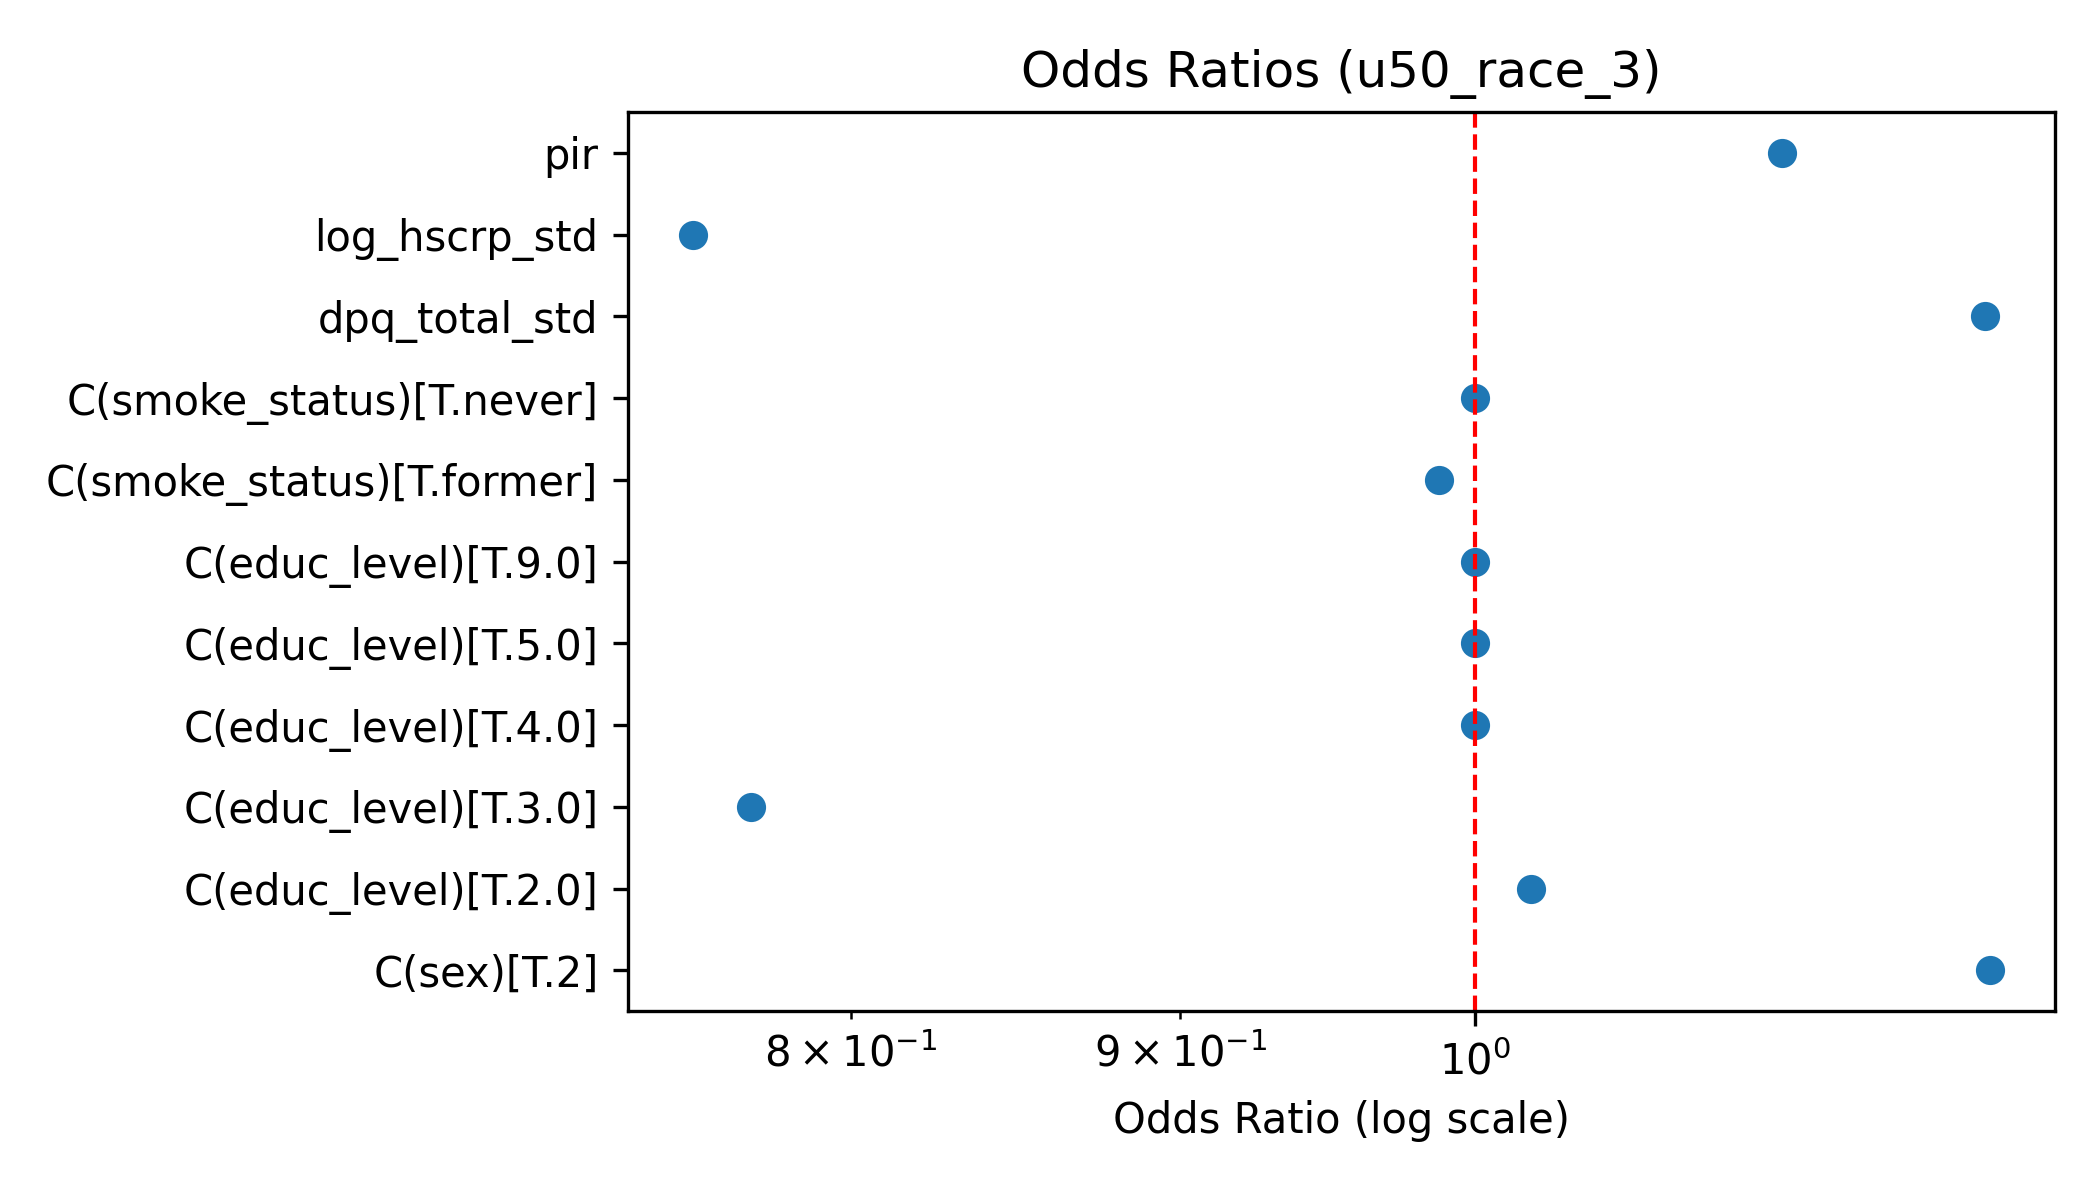 Odds Ratios (u50_race_3)
pir
log_hscrp_std
dpq_total_std
C(smoke_status)[T.never]
C(smoke_status)[T.former]
C(educ_level)[T.9.0]
C(educ_level)[T.5.0]
C(educ_level)[T.4.0]
C(educ_level)[T.3.0]
C(educ_level)[T.2.0]
C(sex)[T.2]
8 × 10⁻¹ 9 × 10⁻¹ 10⁰
Odds Ratio (log scale)